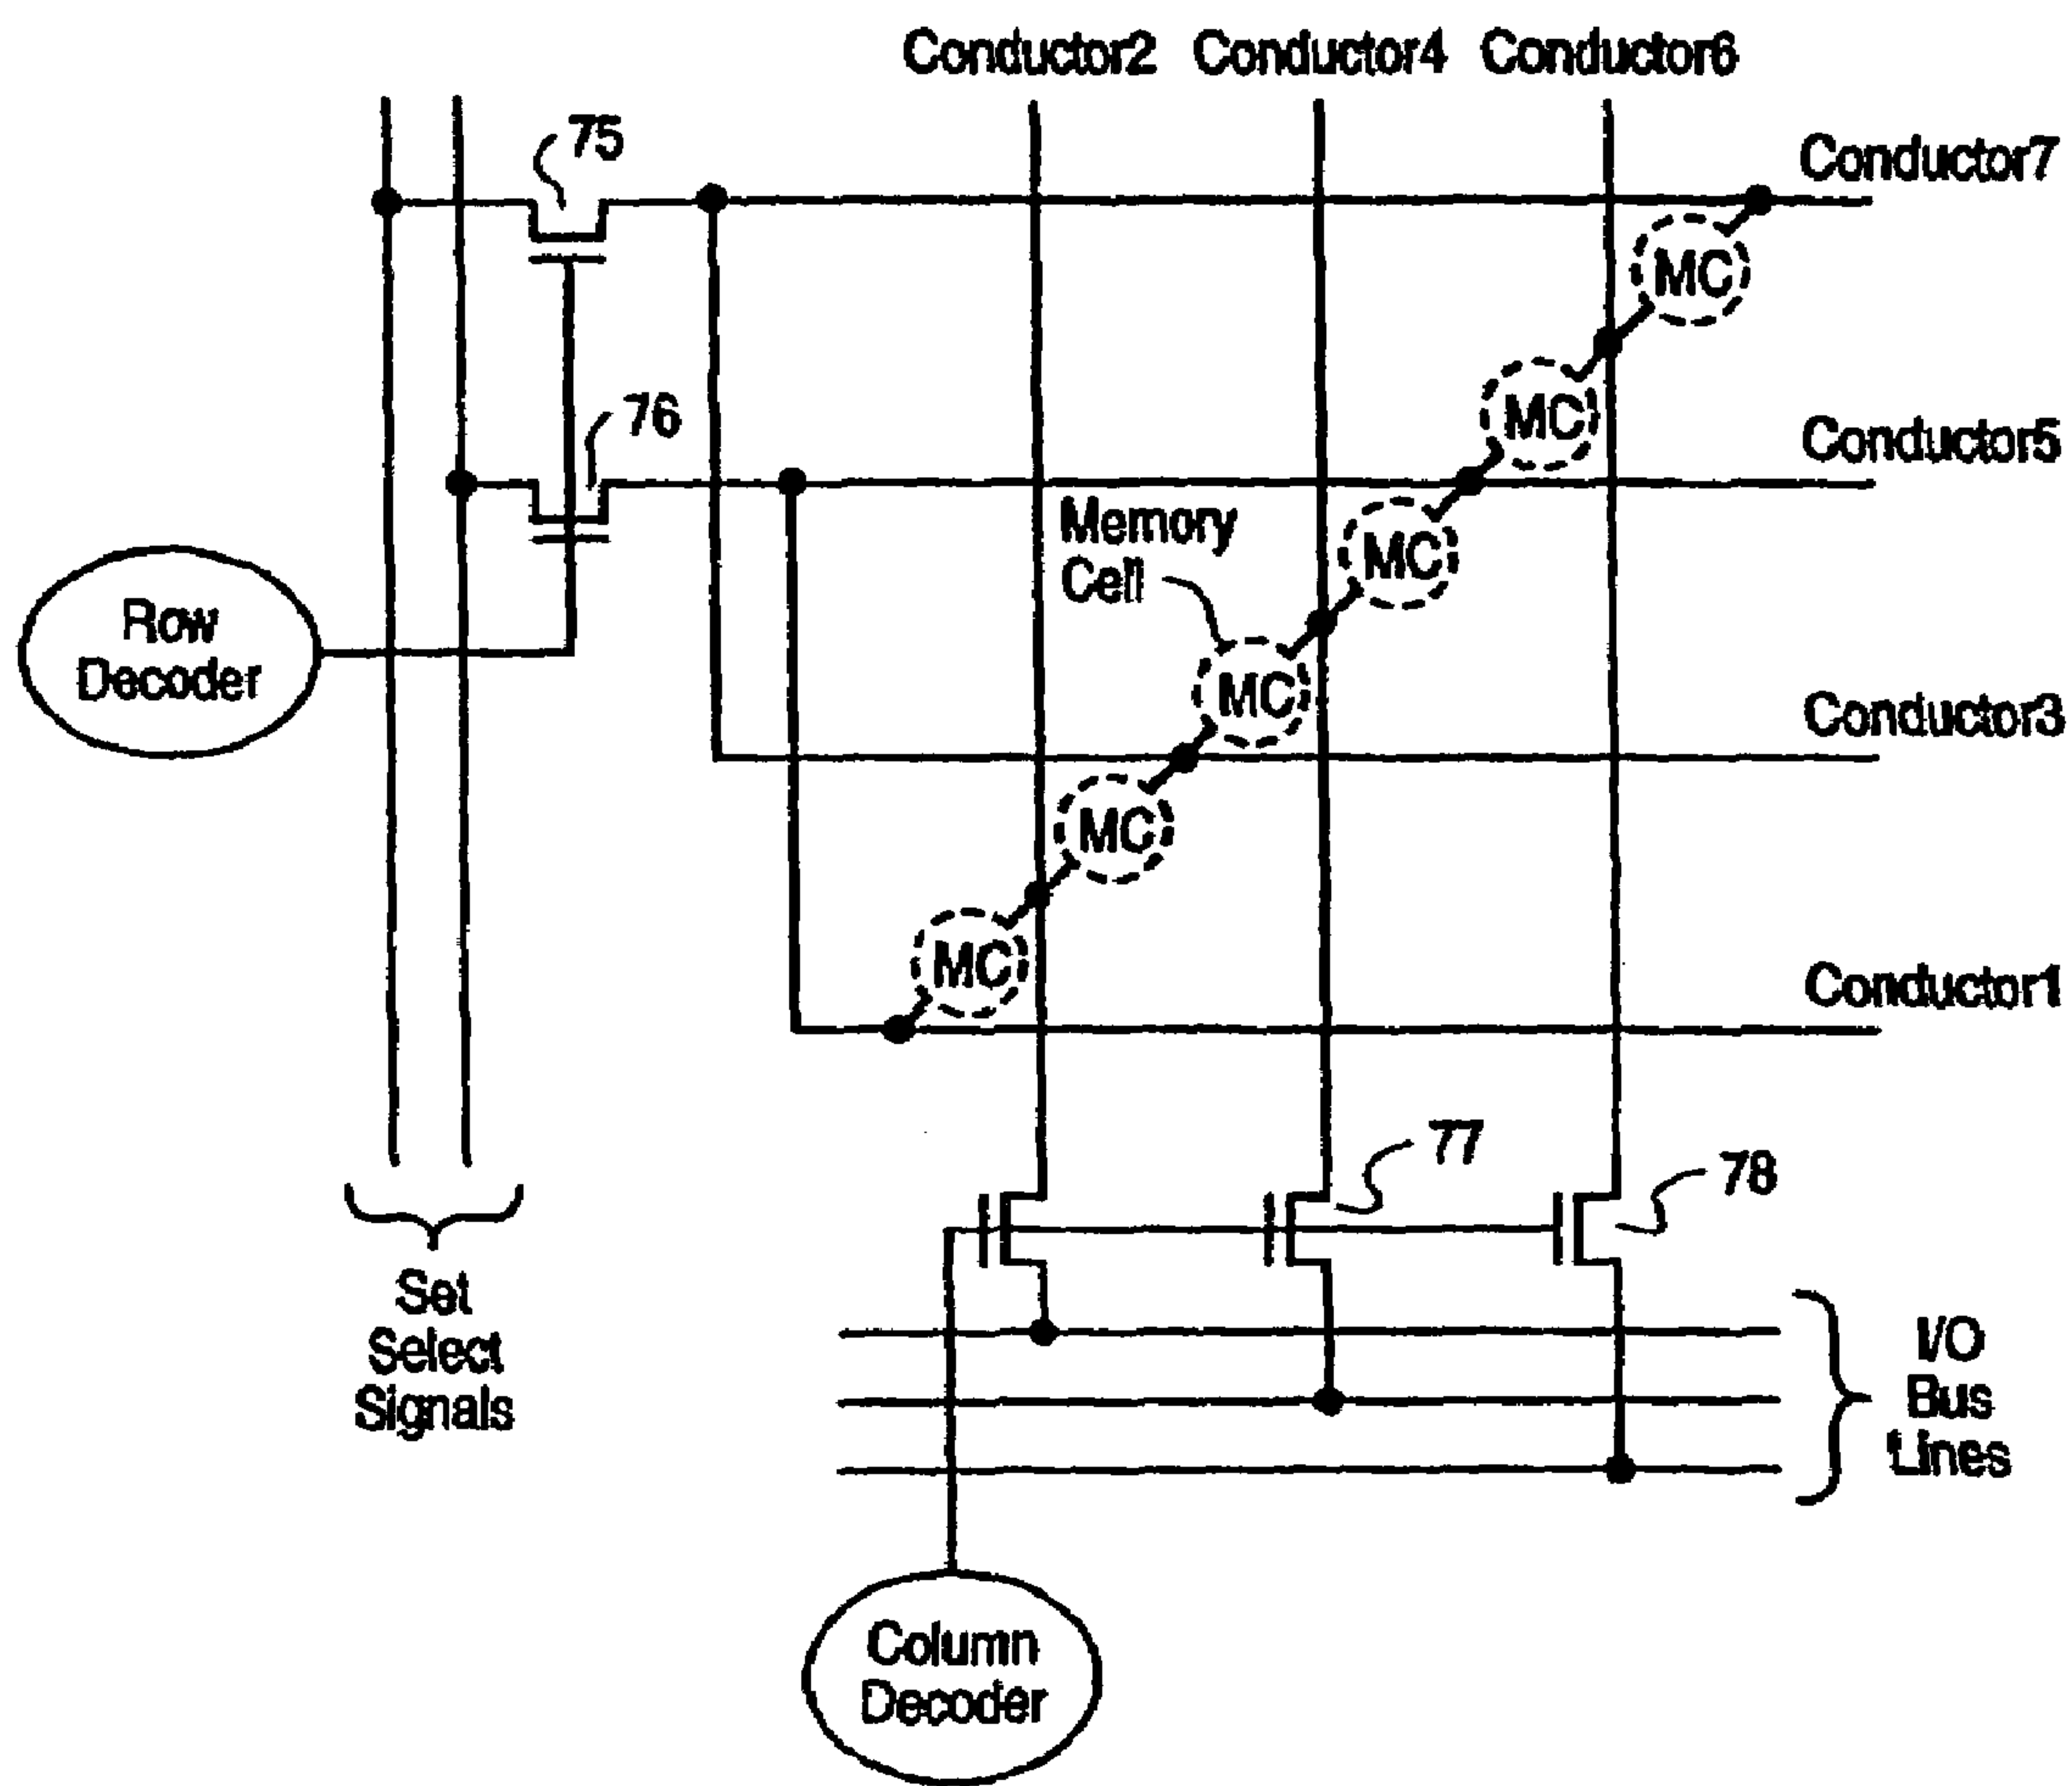 Conductor2 Conductor4 Conductor6
75
Conductor7
MC
76
MC
Conductor5
Memory
Cell
MC
Row
Decoder
MC
Conductor3
MC
MC
Conductor1
77
78
Set
Select
Signals
I/O
Bus
Lines
Column
Decoder